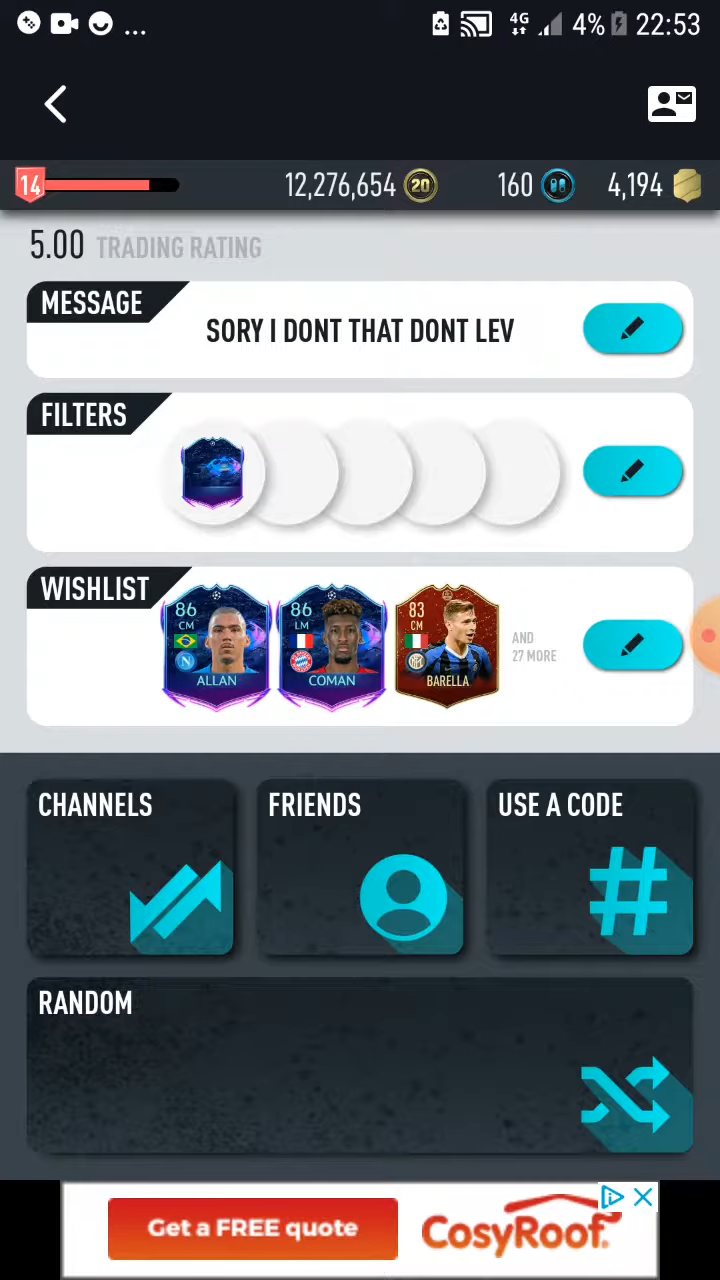 ... 4G 4% 22:53
14 12,276,654 20 160 4,194
5.00 TRADING RATING
MESSAGE
SORY I DONT THAT DONT LEV
FILTERS
WISHLIST
86 CM ALLAN
86 LM COMAN
83 CM BARELLA
AND
27 MORE
CHANNELS FRIENDS USE A CODE
#
RANDOM
Get a FREE quote CosyRoof.